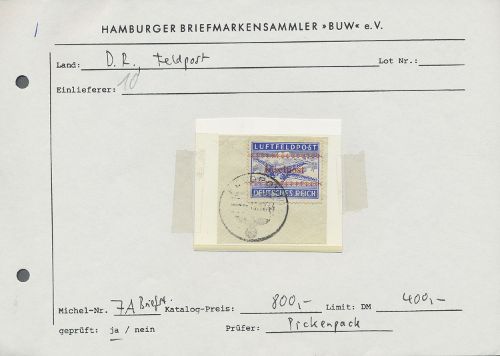 1
HAMBURGER BRIEFMARKENSAMMLER »BUW« e.V.
Land: D.R., Feldpost Lot Nr.:
Einlieferer: 10
LUFTFELDPOST
Inselpost
DEUTSCHES REICH
Michel-Nr. 7A Briefst. Katalog-Preis: 800,- Limit: DM 400,-
geprüft: ja / nein Prüfer: Pickenpack